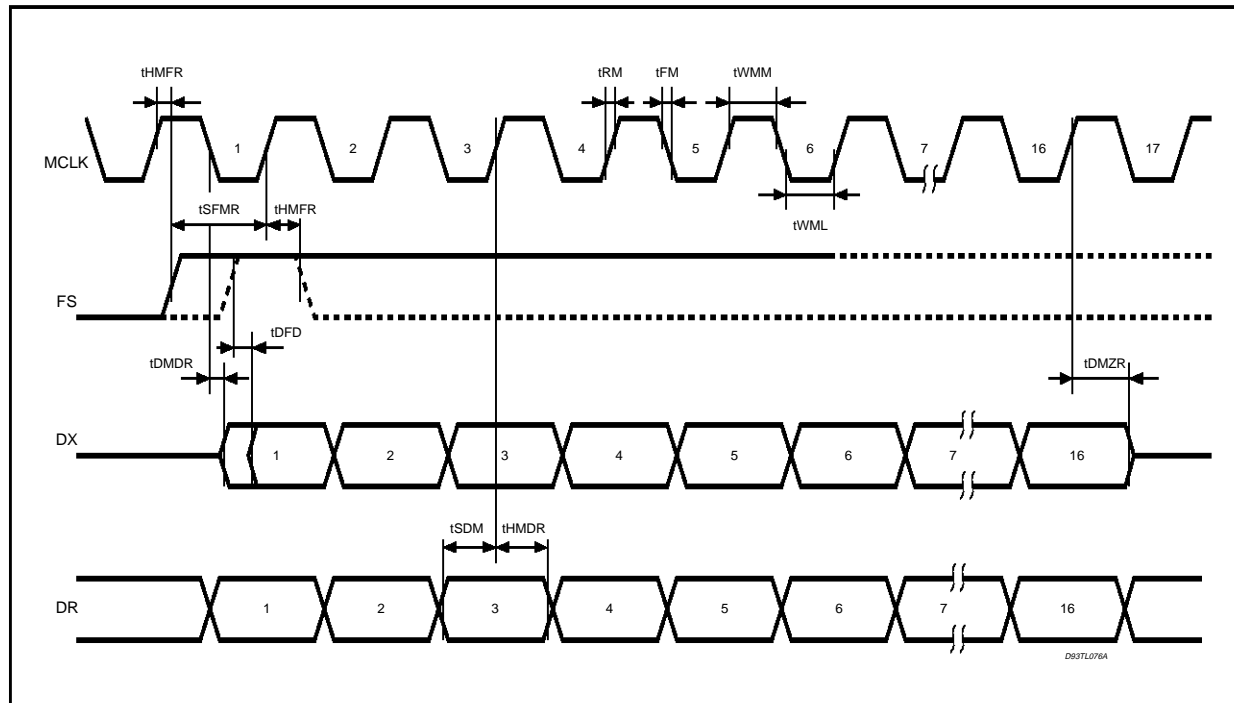 tHMFR tRM tFM tWMM
MCLK 1 2 3 4 5 6 7 16 17
tSFMR tHMFR tWML
FS
tDFD
tDMDR tDMZR
DX 1 2 3 4 5 6 7 16
tSDM tHMDR
DR 1 2 3 4 5 6 7 16
D93TL076A